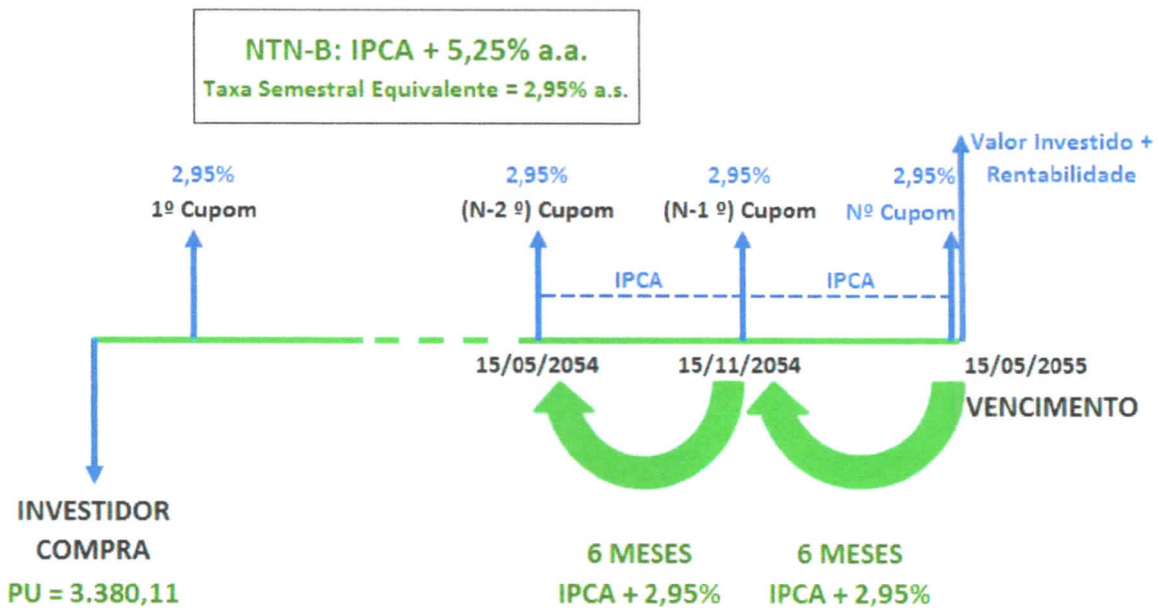 NTN-B: IPCA + 5,25% a.a.
Taxa Semestral Equivalente = 2,95% a.s.
Valor Investido +
Rentabilidade
2,95%
1º Cupom
2,95%
(N-2 º) Cupom
2,95%
(N-1 º) Cupom
2,95%
Nº Cupom
IPCA
IPCA
15/05/2054
15/11/2054
15/05/2055
VENCIMENTO
INVESTIDOR
COMPRA
PU = 3.380,11
6 MESES
IPCA + 2,95%
6 MESES
IPCA + 2,95%